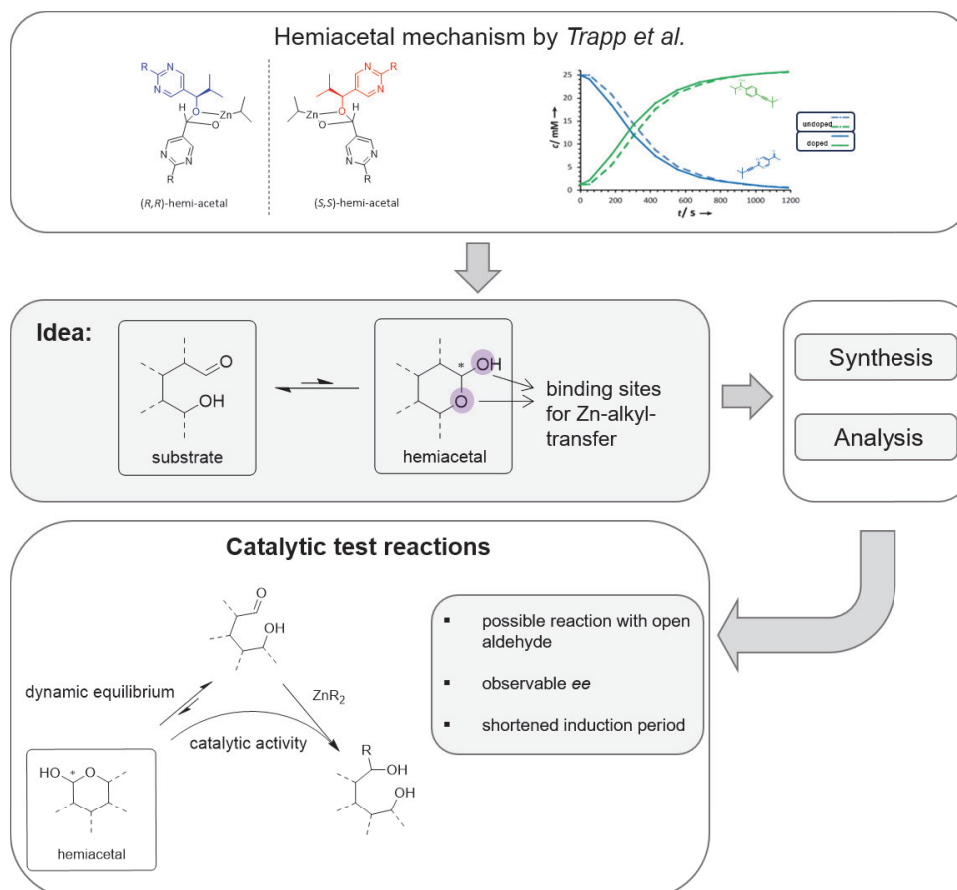 Hemiacetal mechanism by Trapp et al.
R
N
N
H
O
O
Zn
N
N
R
(R,R)-hemi-acetal
R
N
N
H
Zn
O
O
N
N
R
(S,S)-hemi-acetal
c/ mM →
25
20
15
10
5
0
0 200 400 600 800 1000 1200
t/ s →
undoped
doped
Idea:
O
OH
substrate
* OH
O
hemiacetal
binding sites
for Zn-alkyl-
transfer
Synthesis
Analysis
Catalytic test reactions
O
OH
dynamic equilibrium
ZnR2
catalytic activity
HO * O
hemiacetal
R
OH
OH
▪ possible reaction with open
aldehyde
▪ observable ee
▪ shortened induction period